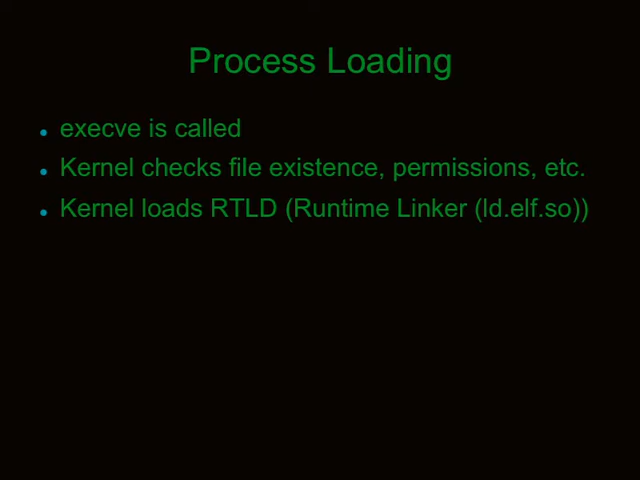 Process Loading
execve is called
Kernel checks file existence, permissions, etc.
Kernel loads RTLD (Runtime Linker (ld.elf.so))